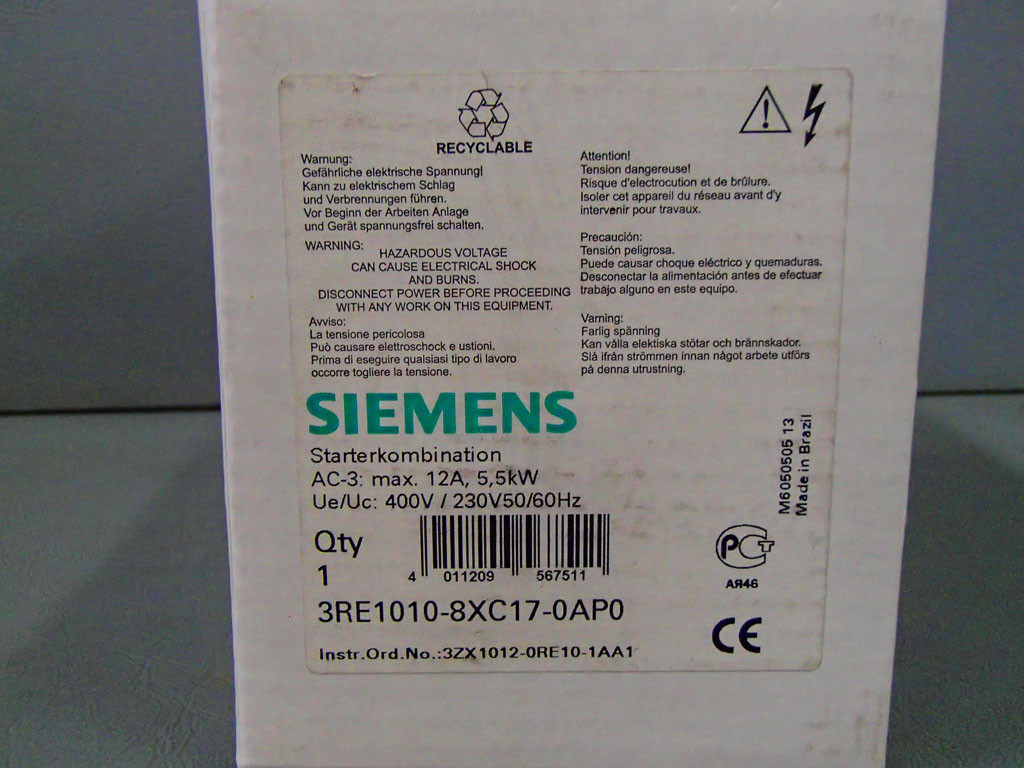 RECYCLABLE
Warnung:
Gefährliche elektrische Spannung!
Kann zu elektrischem Schlag
und Verbrennungen führen.
Vor Beginn der Arbeiten Anlage
und Gerät spannungsfrei schalten.
WARNING:
HAZARDOUS VOLTAGE
CAN CAUSE ELECTRICAL SHOCK
AND BURNS.
DISCONNECT POWER BEFORE PROCEEDING
WITH ANY WORK ON THIS EQUIPMENT.
Avviso:
La tensione pericolosa
Può causare elettroschock e ustioni.
Prima di eseguire qualsiasi tipo di lavoro
occorre togliere la tensione.
Attention!
Tension dangereuse!
Risque d'electrocution et de brûlure.
Isoler cet appareil du réseau avant d'y
intervenir pour travaux.
Precaución:
Tensión peligrosa.
Puede causar choque eléctrico y quemaduras.
Desconectar la alimentación antes de efectuar
trabájo alguno en este equipo.
Varning:
Farlig spänning
Kan vålla elektiska stötar och brännskador.
Slå ifrån strömmen innan något arbete utförs
på denna utrustning.
SIEMENS
Starterkombination
AC-3: max. 12A, 5,5kW
Ue/Uc: 400V / 230V50/60Hz
Qty
1
4 011209 567511
3RE1010-8XC17-0AP0
Instr.Ord.No.:3ZX1012-0RE10-1AA1
M6050505 13
Made in Brazil
РСТ
АЯ46
CE